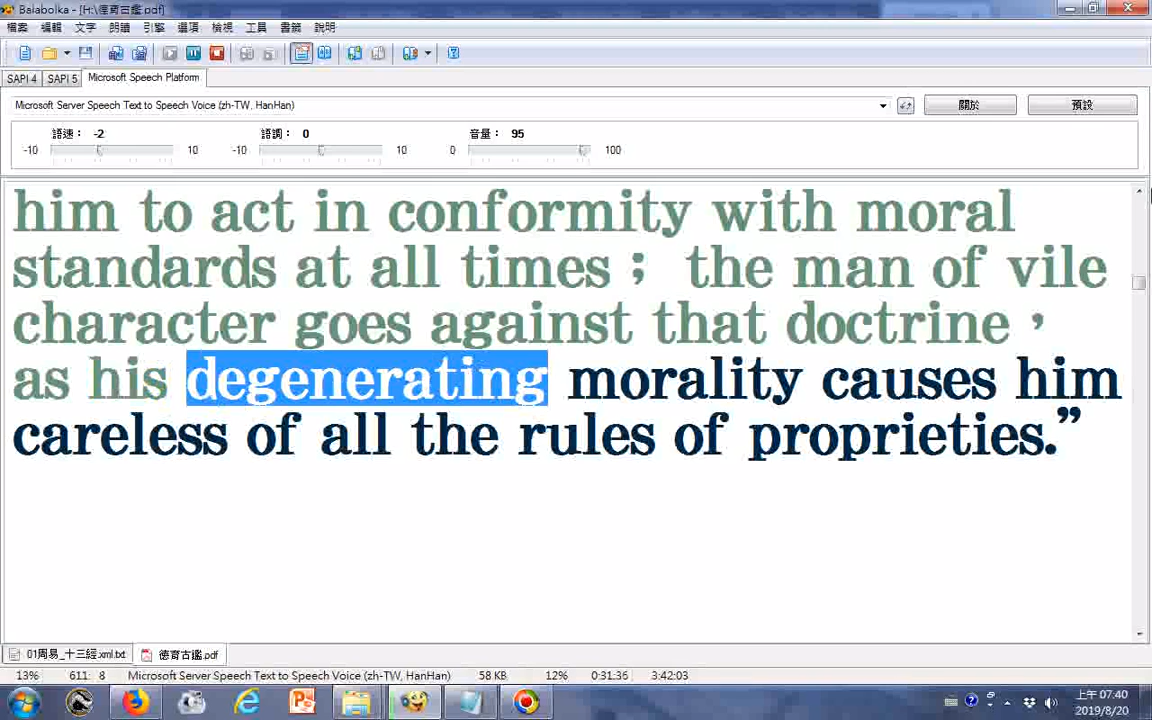 Balabolka - [H:\德育古鑑.pdf]
檔案 編輯 文字 朗讀 引擎 選項 檢視 工具 書籤 說明
SAPI 4 SAPI 5 Microsoft Speech Platform
Microsoft Server Speech Text to Speech Voice (zh-TW, HanHan) 關於 預設
語速： -2 語調： 0 音量： 95
-10 10 -10 10 0 100
him to act in conformity with moral
standards at all times； the man of vile
character goes against that doctrine，
as his degenerating morality causes him
careless of all the rules of proprieties.”
01周易_十三經.xml.txt 德育古鑑.pdf
13% 611: 8 Microsoft Server Speech Text to Speech Voice (zh-TW, HanHan) 58 KB 12% 0:31:36 3:42:03
上午 07:40
2019/8/20